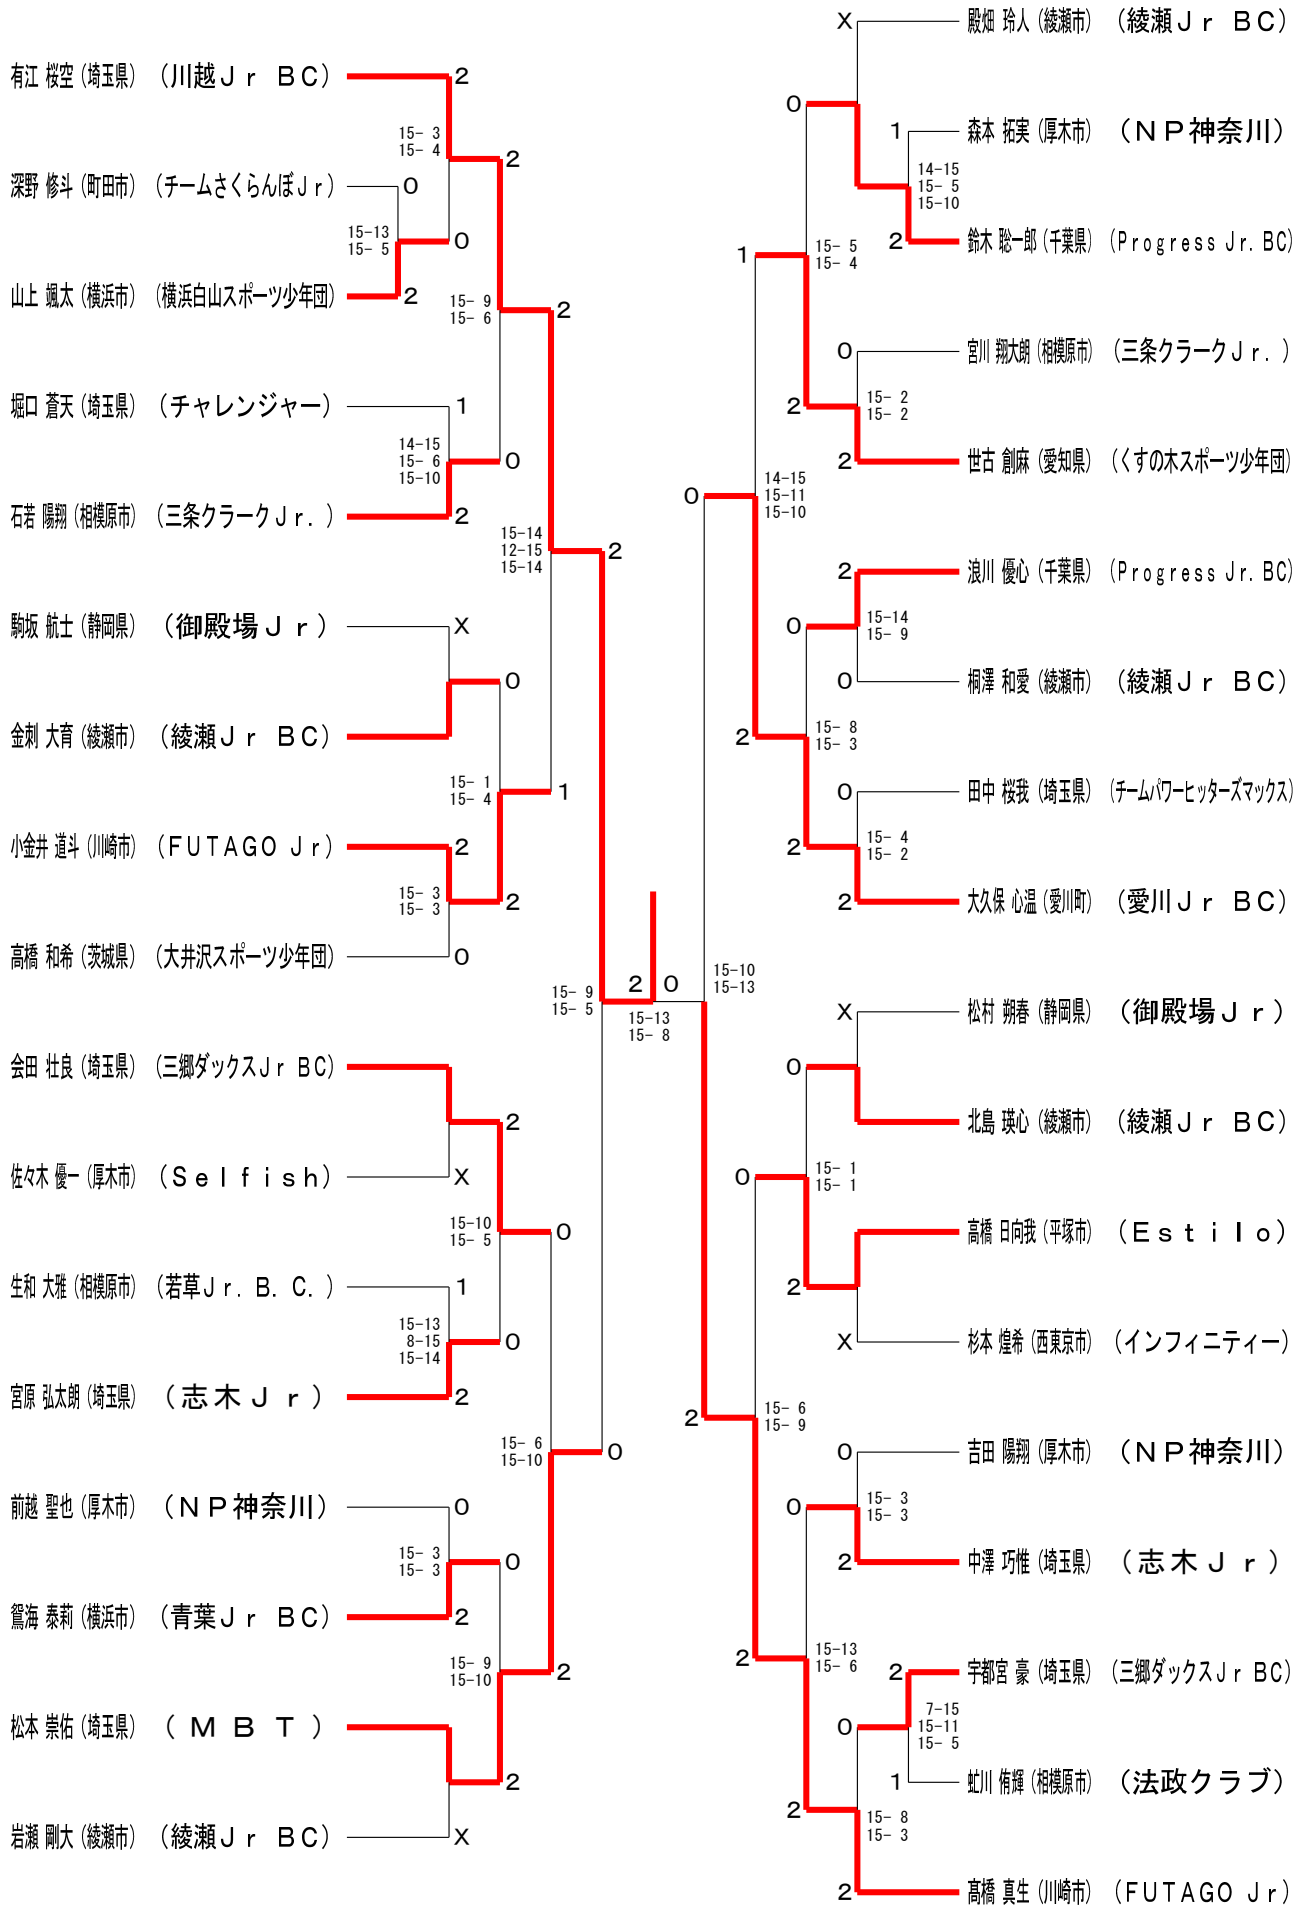 有江 桜空 (埼玉県) (川越Jr BC)
2
15- 3
15- 4
2
深野 修斗 (町田市) (チームさくらんぼJr)
0
15-13
15- 5
0
山上 颯太 (横浜市) (横浜白山スポーツ少年団)
2
15- 9
15- 6
2
堀口 蒼天 (埼玉県) (チャレンジャー)
1
14-15
15- 6
15-10
0
石若 陽翔 (相模原市) (三条クラークJr.)
2
15-14
12-15
15-14
2
駒坂 航士 (静岡県) (御殿場Jr)
X
0
金刺 大育 (綾瀬市) (綾瀬Jr BC)
15- 1
15- 4
1
小金井 道斗 (川崎市) (FUTAGO Jr)
2
15- 3
15- 3
2
高橋 和希 (茨城県) (大井沢スポーツ少年団)
0
15- 9
15- 5
2
0
15-13
15- 8
会田 壮良 (埼玉県) (三郷ダックスJr BC)
2
佐々木 優一 (厚木市) (Selfish)
X
15-10
15- 5
0
生和 大雅 (相模原市) (若草Jr.B.C.)
1
15-13
8-15
15-14
0
宮原 弘太朗 (埼玉県) (志木Jr)
2
15- 6
15-10
0
前越 聖也 (厚木市) (NP神奈川)
0
15- 3
15- 3
0
鴛海 泰莉 (横浜市) (青葉Jr BC)
2
15- 9
15-10
2
松本 崇佑 (埼玉県) (MBT)
2
岩瀬 剛大 (綾瀬市) (綾瀬Jr BC)
X
X
殿畑 玲人 (綾瀬市) (綾瀬Jr BC)
0
1
森本 拓実 (厚木市) (NP神奈川)
14-15
15- 5
15-10
2
鈴木 聡一郎 (千葉県) (Progress Jr.BC)
1
15- 5
15- 4
0
宮川 翔大朗 (相模原市) (三条クラークJr.)
2
15- 2
15- 2
2
世古 創麻 (愛知県) (くすの木スポーツ少年団)
0
14-15
15-11
15-10
2
浪川 優心 (千葉県) (Progress Jr.BC)
0
15-14
15- 9
0
桐澤 和愛 (綾瀬市) (綾瀬Jr BC)
2
15- 8
15- 3
0
田中 桜我 (埼玉県) (チームパワーヒッターズマックス)
2
15- 4
15- 2
2
大久保 心温 (愛川町) (愛川Jr BC)
15-10
15-13
X
松村 朔春 (静岡県) (御殿場Jr)
0
北島 瑛心 (綾瀬市) (綾瀬Jr BC)
0
15- 1
15- 1
高橋 日向我 (平塚市) (Estilo)
2
X
杉本 煌希 (西東京市) (インフィニティー)
2
15- 6
15- 9
0
吉田 陽翔 (厚木市) (NP神奈川)
0
15- 3
15- 3
2
中澤 巧惟 (埼玉県) (志木Jr)
2
15-13
15- 6
2
宇都宮 豪 (埼玉県) (三郷ダックスJr BC)
0
7-15
15-11
15- 5
1
虻川 侑輝 (相模原市) (法政クラブ)
2
15- 8
15- 3
2
髙橋 真生 (川崎市) (FUTAGO Jr)